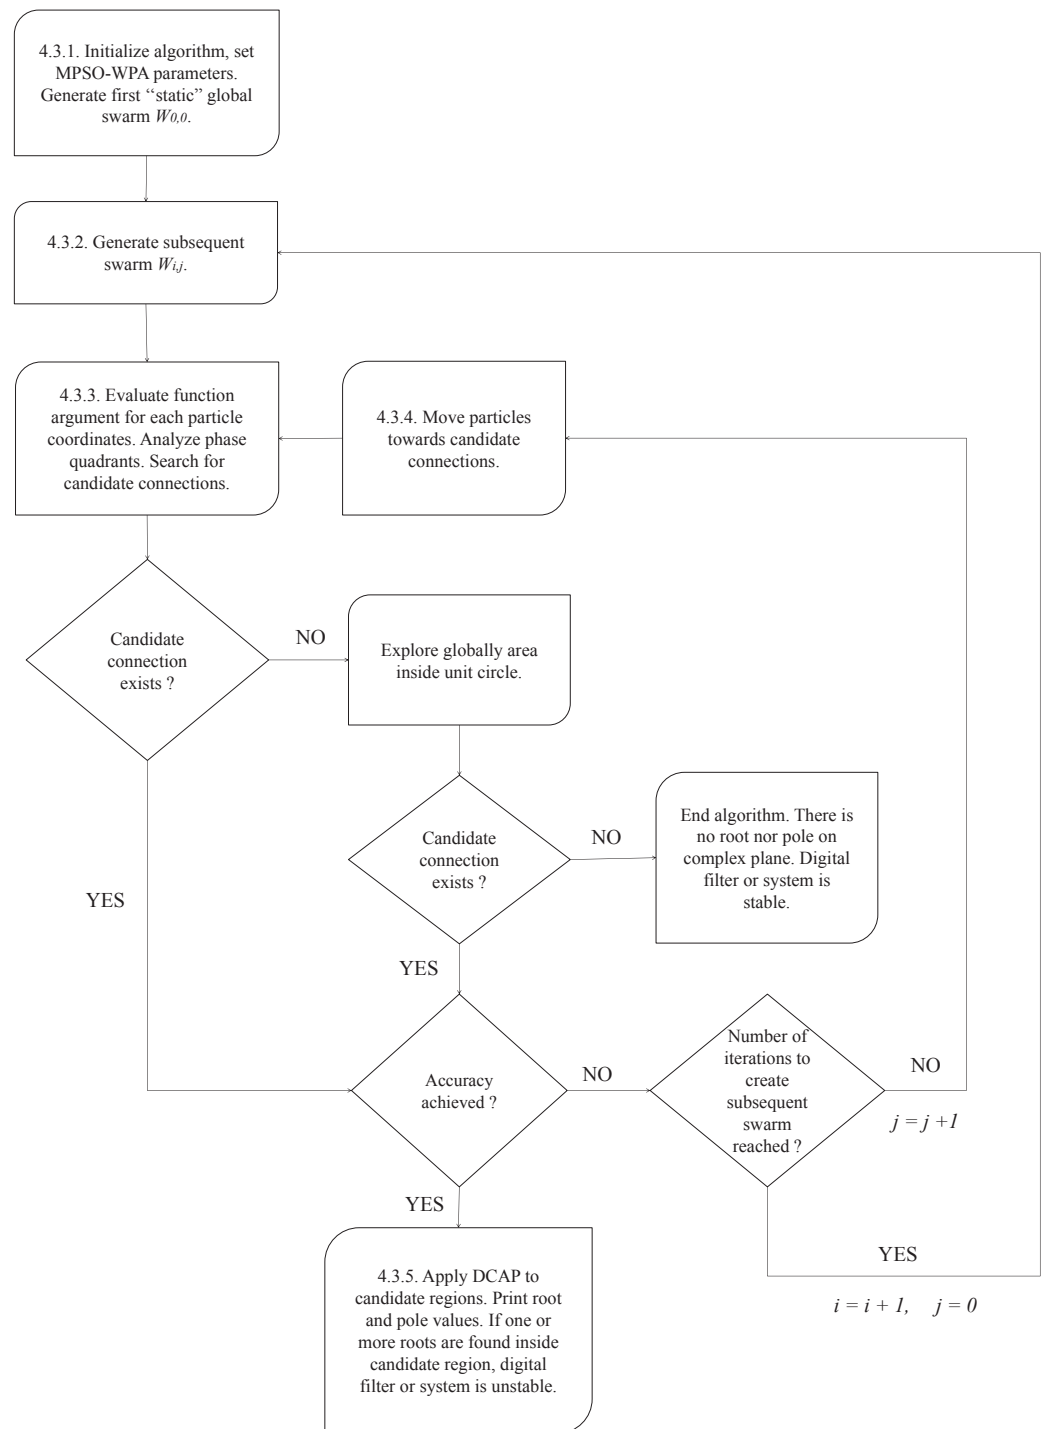 4.3.1. Initialize algorithm, set
MPSO-WPA parameters.
Generate first ‘‘static” global
swarm W0,0.
4.3.2. Generate subsequent
swarm Wi,j.
4.3.3. Evaluate function
argument for each particle
coordinates. Analyze phase
quadrants. Search for
candidate connections.
4.3.4. Move particles
towards candidate
connections.
Candidate
connection
exists ?
NO
Explore globally area
inside unit circle.
YES
Candidate
connection
exists ?
NO
End algorithm. There is
no root nor pole on
complex plane. Digital
filter or system is
stable.
YES
Accuracy
achieved ?
NO
Number of
iterations to
create
subsequent
swarm
reached ?
NO
j = j +1
YES
YES
i = i + 1, j = 0
4.3.5. Apply DCAP to
candidate regions. Print root
and pole values. If one or
more roots are found inside
candidate region, digital
filter or system is unstable.